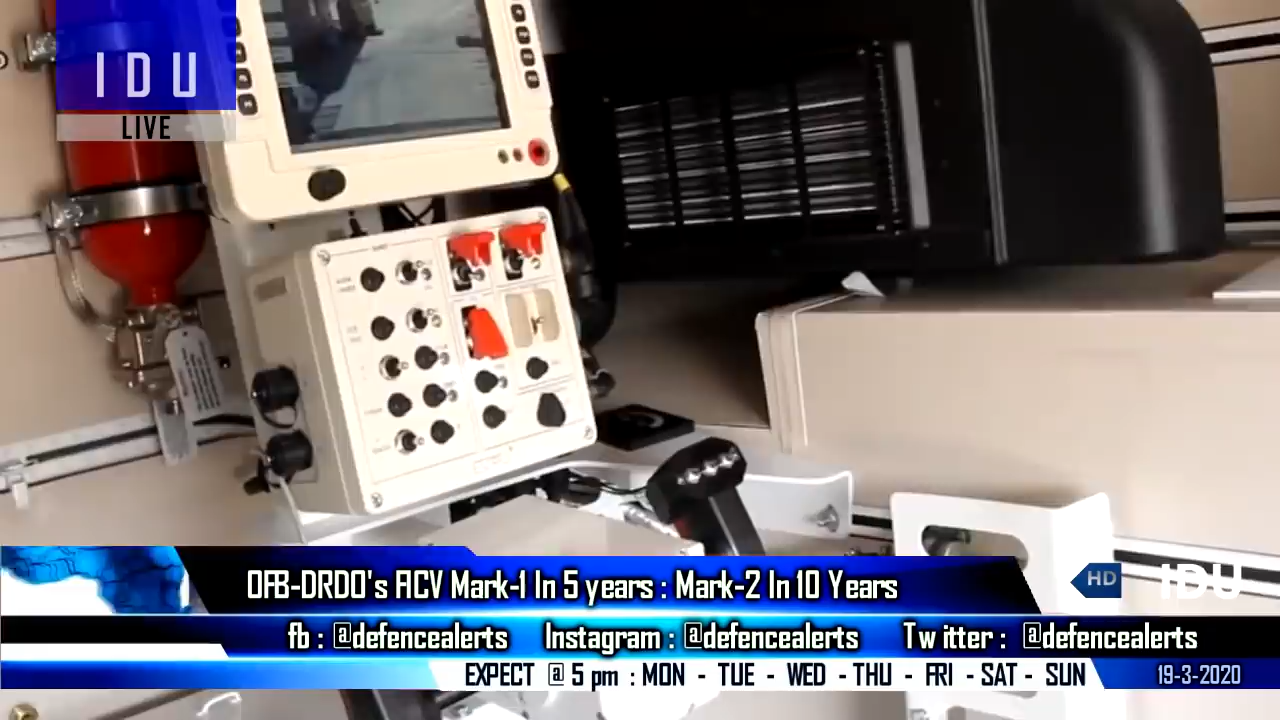 IDU
LIVE
OFB-DRDO's FICV Mark-1 In 5 years : Mark-2 In 10 Years
HD
IDU
fb : @defencealerts Instagram : @defencealerts Twitter : @defencealerts
EXPECT @ 5 pm : MON - TUE - WED - THU - FRI - SAT - SUN
19-3-2020